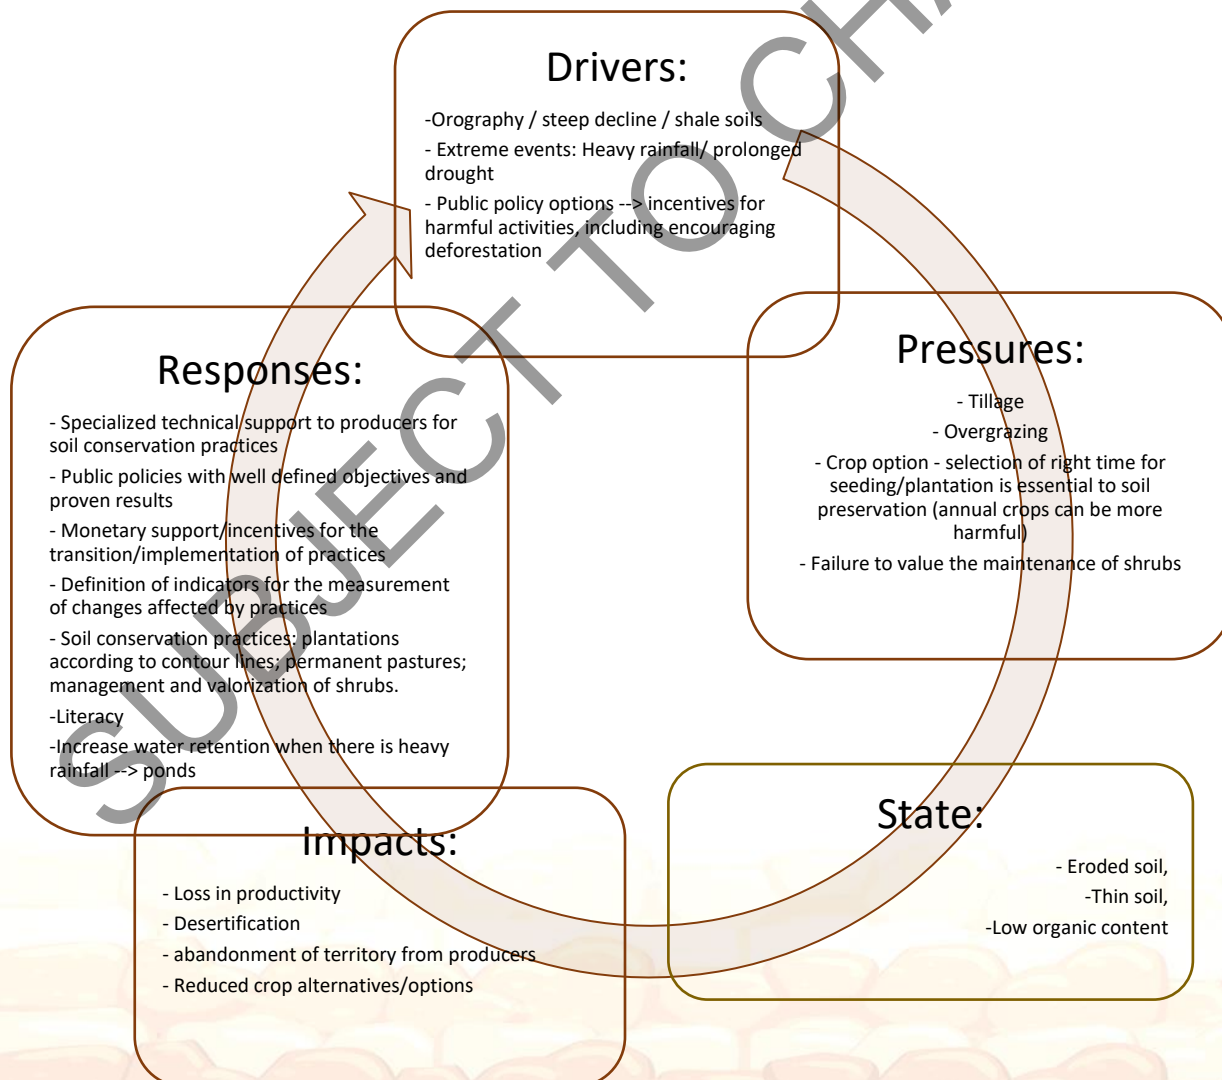 Drivers:
-Orography / steep decline / shale soils
- Extreme events: Heavy rainfall/ prolonged
drought
- Public policy options --> incentives for
harmful activities, including encouraging
deforestation
Pressures:
- Tillage
- Overgrazing
- Crop option - selection of right time for
seeding/plantation is essential to soil
preservation (annual crops can be more
harmful)
- Failure to value the maintenance of shrubs
State:
- Eroded soil,
-Thin soil,
-Low organic content
Impacts:
- Loss in productivity
- Desertification
- abandonment of territory from producers
- Reduced crop alternatives/options
Responses:
- Specialized technical support to producers for
soil conservation practices
- Public policies with well defined objectives and
proven results
- Monetary support/incentives for the
transition/implementation of practices
- Definition of indicators for the measurement
of changes affected by practices
- Soil conservation practices: plantations
according to contour lines; permanent pastures;
management and valorization of shrubs.
-Literacy
-Increase water retention when there is heavy
rainfall --> ponds
SUBJECT TO CHA